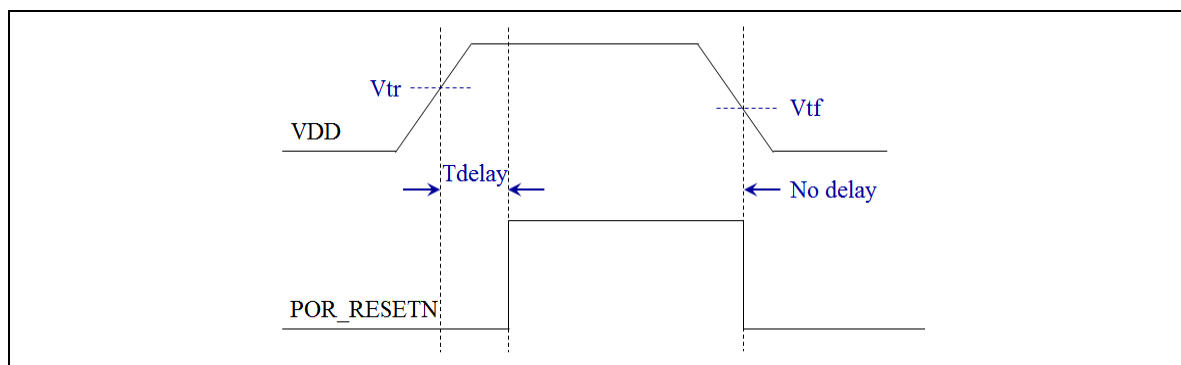 Vtr
Vtf
VDD
Tdelay
No delay
POR_RESETN